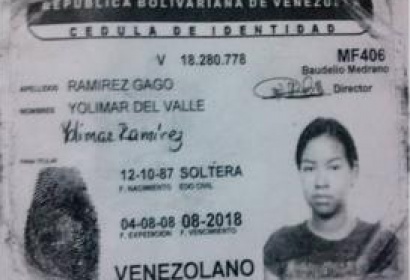 REPUBLICA BOLIVARIANA DE VENEZU
CEDULA DE IDENTIDAD
V 18.280.778
MF406
Baudelio Medrano
Director
APELLIDOS RAMIREZ GAGO
NOMBRES YOLIMAR DEL VALLE
Yolimar Ramirez
FIRMA TITULAR
12-10-87 SOLTERA
F. NACIMIENTO EDO CIVIL
04-08-08 08-2018
F. EXPEDICION F. VENCIMIENTO
VENEZOLANO